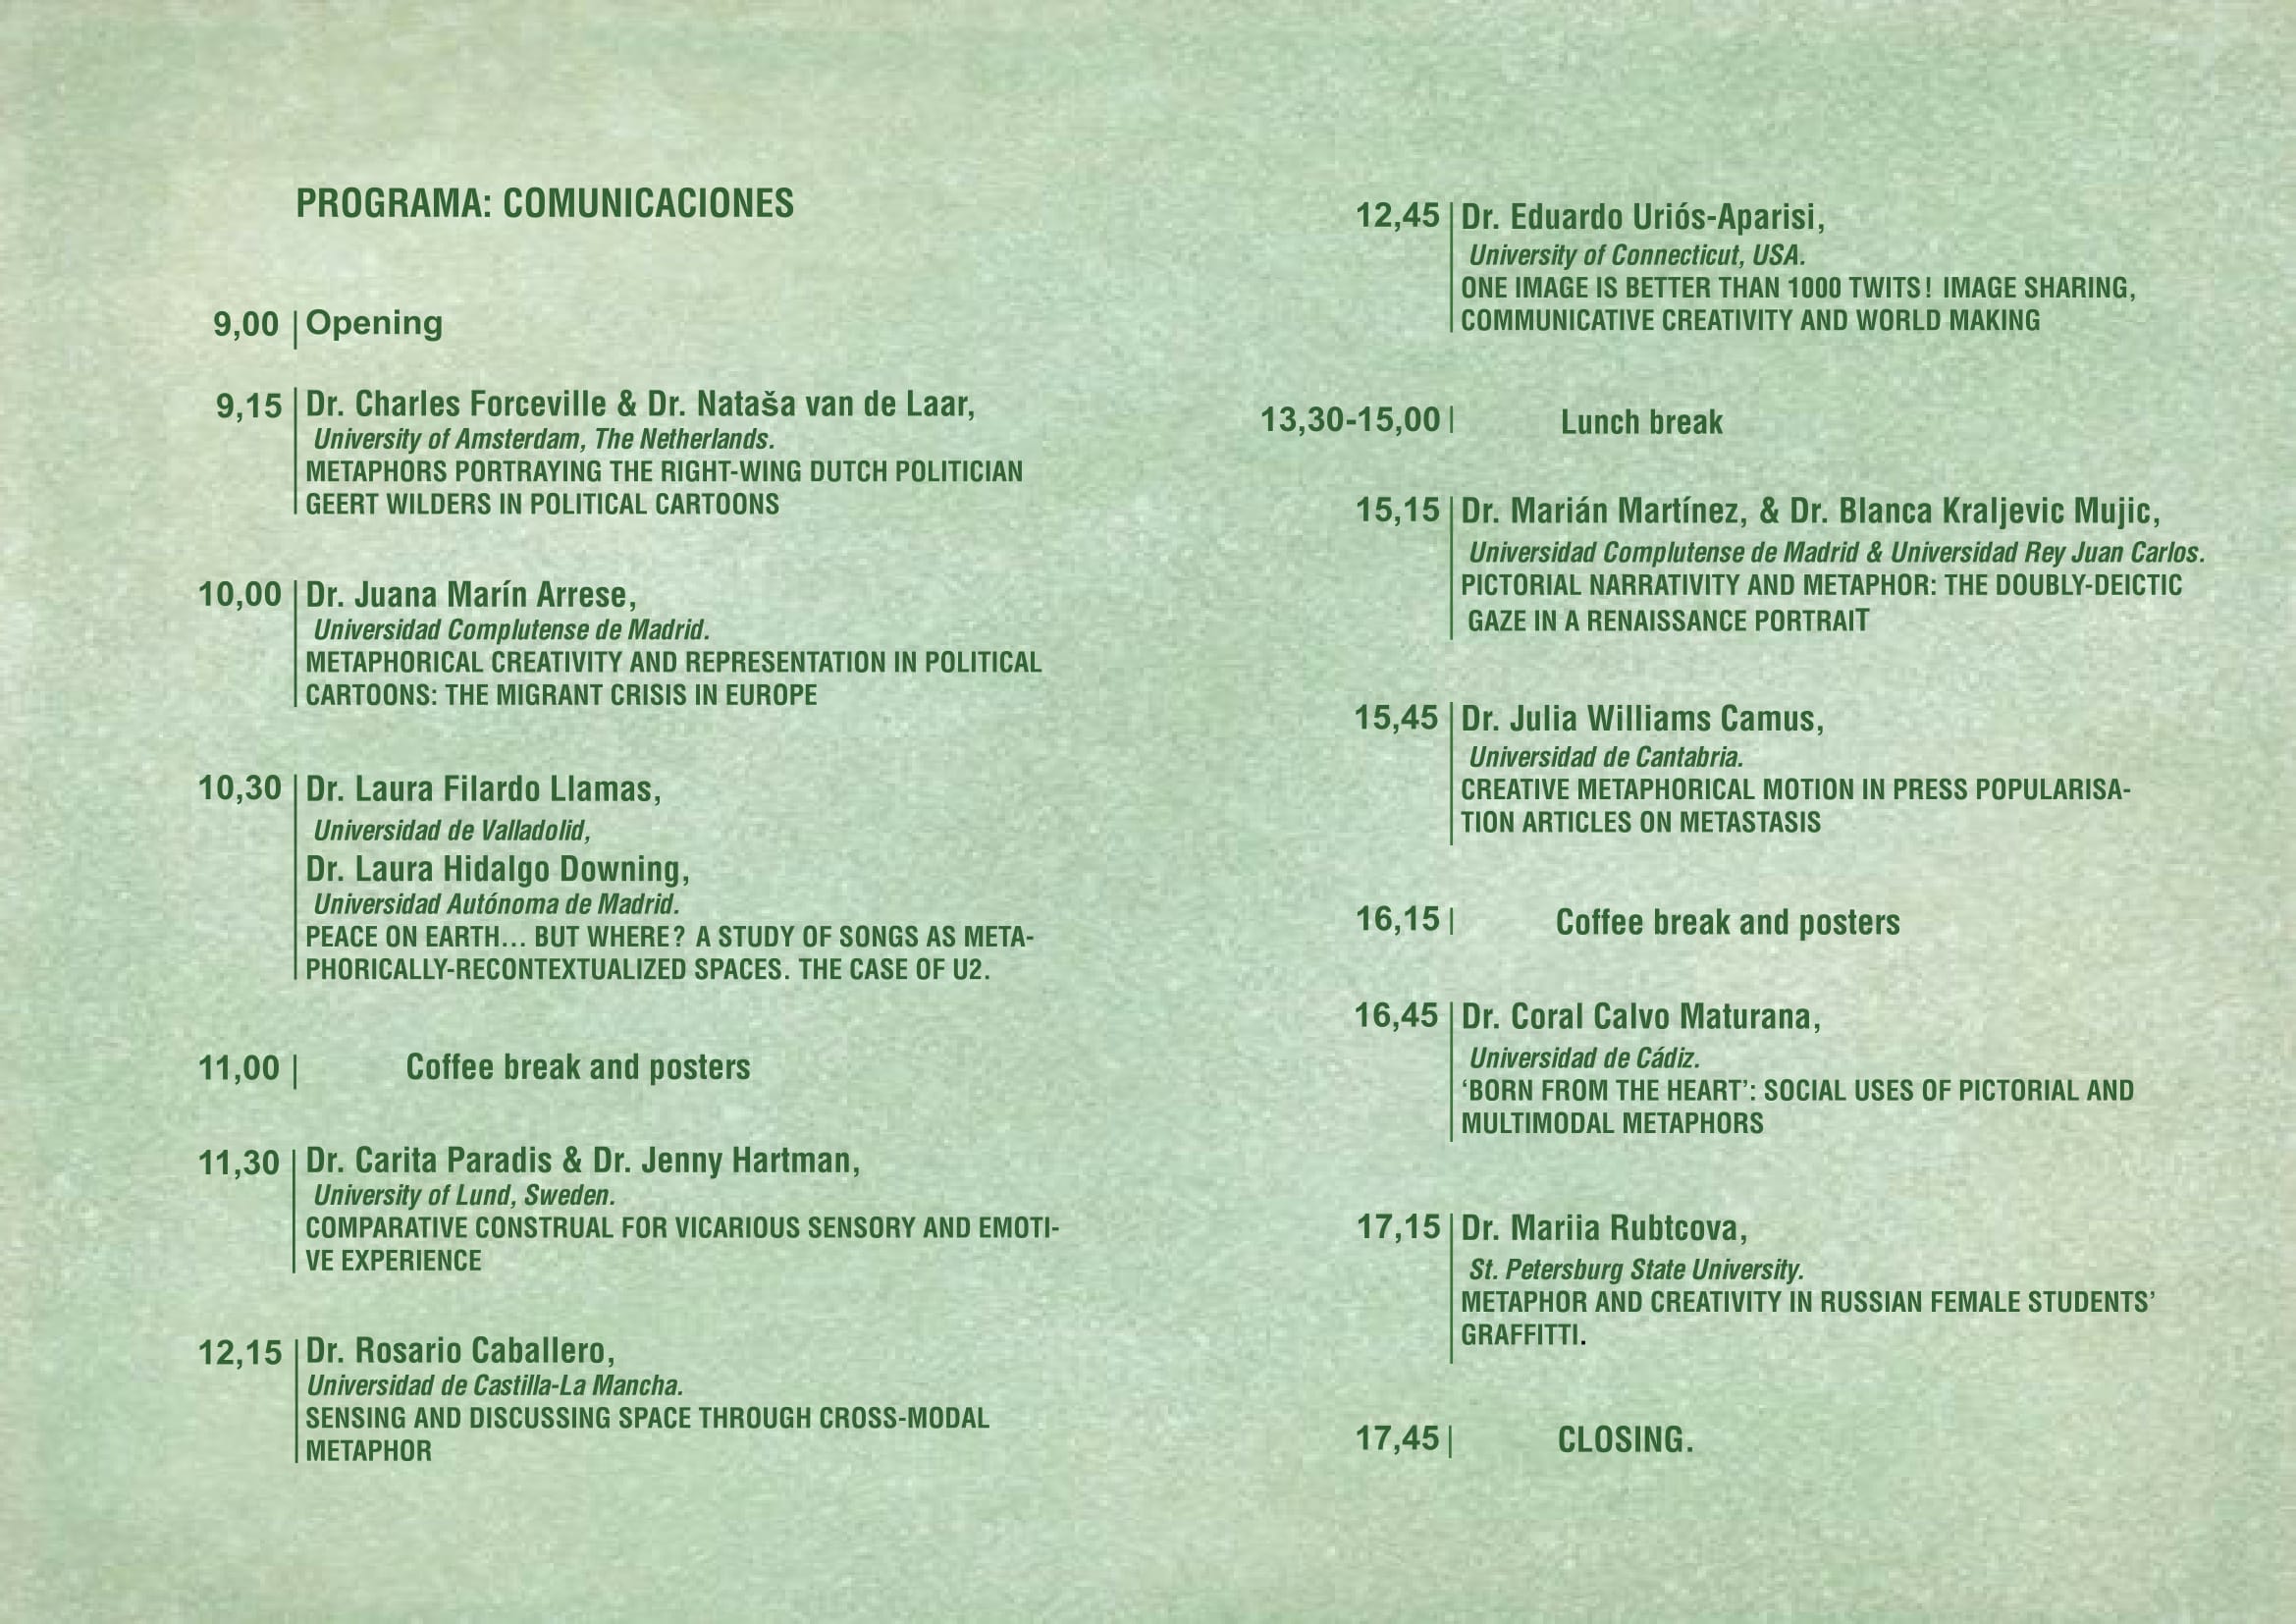 PROGRAMA: COMUNICACIONES
9,00 | Opening
9,15 | Dr. Charles Forceville & Dr. Nataša van de Laar,
University of Amsterdam, The Netherlands.
METAPHORS PORTRAYING THE RIGHT-WING DUTCH POLITICIAN
GEERT WILDERS IN POLITICAL CARTOONS
10,00 | Dr. Juana Marín Arrese,
Universidad Complutense de Madrid.
METAPHORICAL CREATIVITY AND REPRESENTATION IN POLITICAL
CARTOONS: THE MIGRANT CRISIS IN EUROPE
10,30 | Dr. Laura Filardo Llamas,
Universidad de Valladolid,
Dr. Laura Hidalgo Downing,
Universidad Autónoma de Madrid.
PEACE ON EARTH... BUT WHERE? A STUDY OF SONGS AS META-
PHORICALLY-RECONTEXTUALIZED SPACES. THE CASE OF U2.
11,00 | Coffee break and posters
11,30 | Dr. Carita Paradis & Dr. Jenny Hartman,
University of Lund, Sweden.
COMPARATIVE CONSTRUAL FOR VICARIOUS SENSORY AND EMOTI-
VE EXPERIENCE
12,15 | Dr. Rosario Caballero,
Universidad de Castilla-La Mancha.
SENSING AND DISCUSSING SPACE THROUGH CROSS-MODAL
METAPHOR
12,45 | Dr. Eduardo Uriós-Aparisi,
University of Connecticut, USA.
ONE IMAGE IS BETTER THAN 1000 TWITS! IMAGE SHARING,
COMMUNICATIVE CREATIVITY AND WORLD MAKING
13,30-15,00 | Lunch break
15,15 | Dr. Marián Martínez, & Dr. Blanca Kraljevic Mujic,
Universidad Complutense de Madrid & Universidad Rey Juan Carlos.
PICTORIAL NARRATIVITY AND METAPHOR: THE DOUBLY-DEICTIC
GAZE IN A RENAISSANCE PORTRAIT
15,45 | Dr. Julia Williams Camus,
Universidad de Cantabria.
CREATIVE METAPHORICAL MOTION IN PRESS POPULARISA-
TION ARTICLES ON METASTASIS
16,15 | Coffee break and posters
16,45 | Dr. Coral Calvo Maturana,
Universidad de Cádiz.
‘BORN FROM THE HEART’: SOCIAL USES OF PICTORIAL AND
MULTIMODAL METAPHORS
17,15 | Dr. Mariia Rubtcova,
St. Petersburg State University.
METAPHOR AND CREATIVITY IN RUSSIAN FEMALE STUDENTS’
GRAFFITTI.
17,45 | CLOSING.